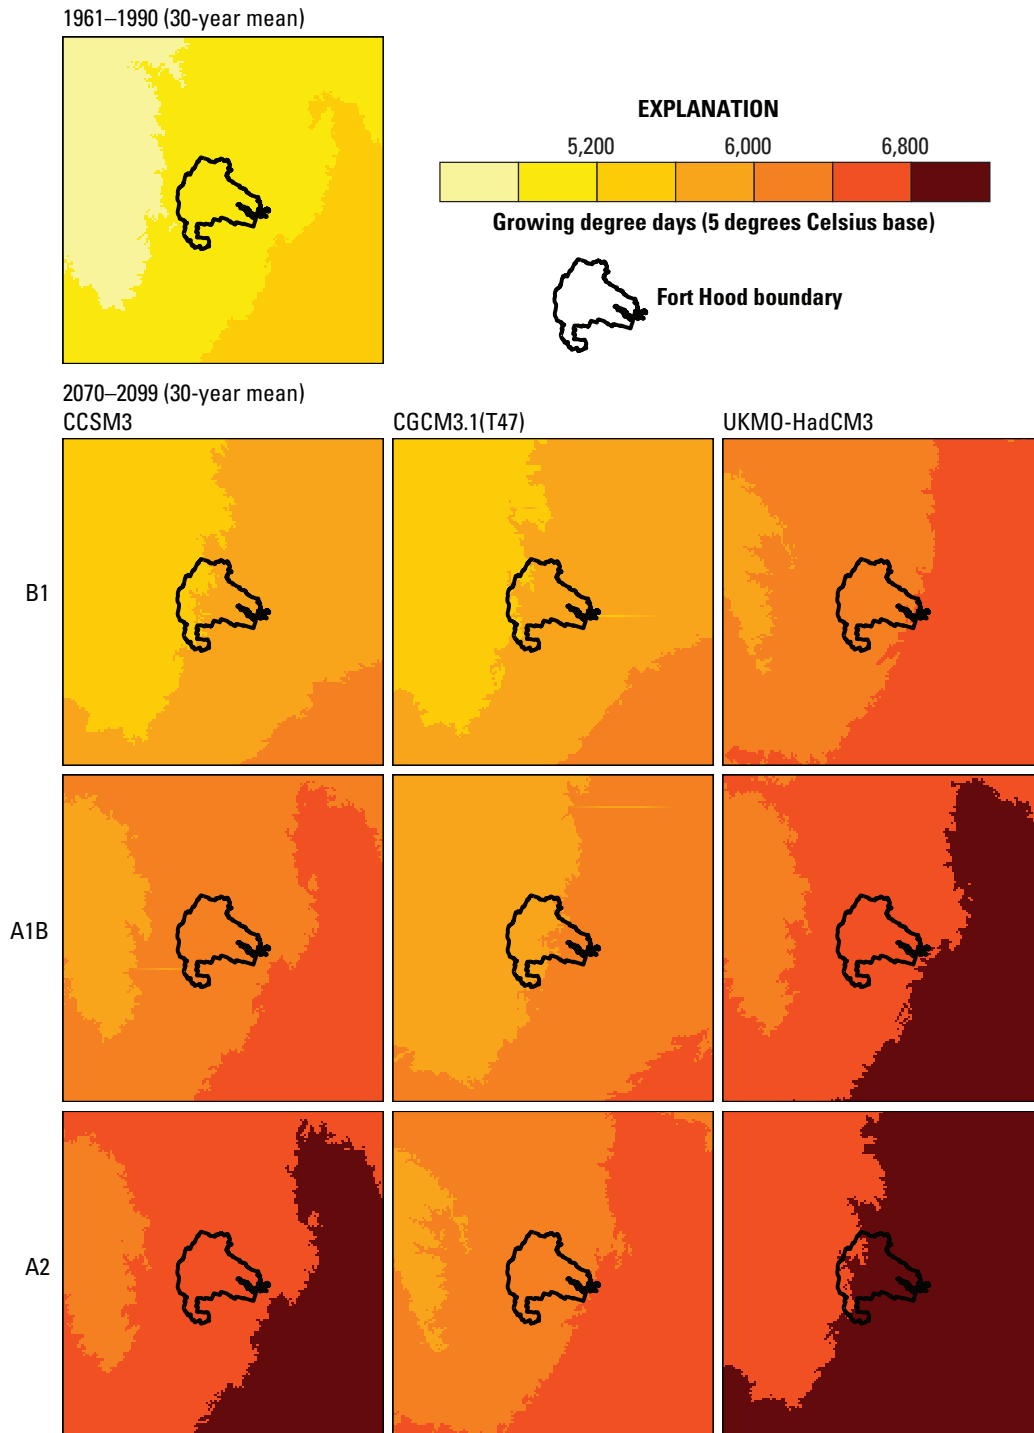 1961–1990 (30-year mean)
EXPLANATION
5,200 6,000 6,800
Growing degree days (5 degrees Celsius base)
Fort Hood boundary
2070–2099 (30-year mean)
CCSM3 CGCM3.1(T47) UKMO-HadCM3
B1
A1B
A2